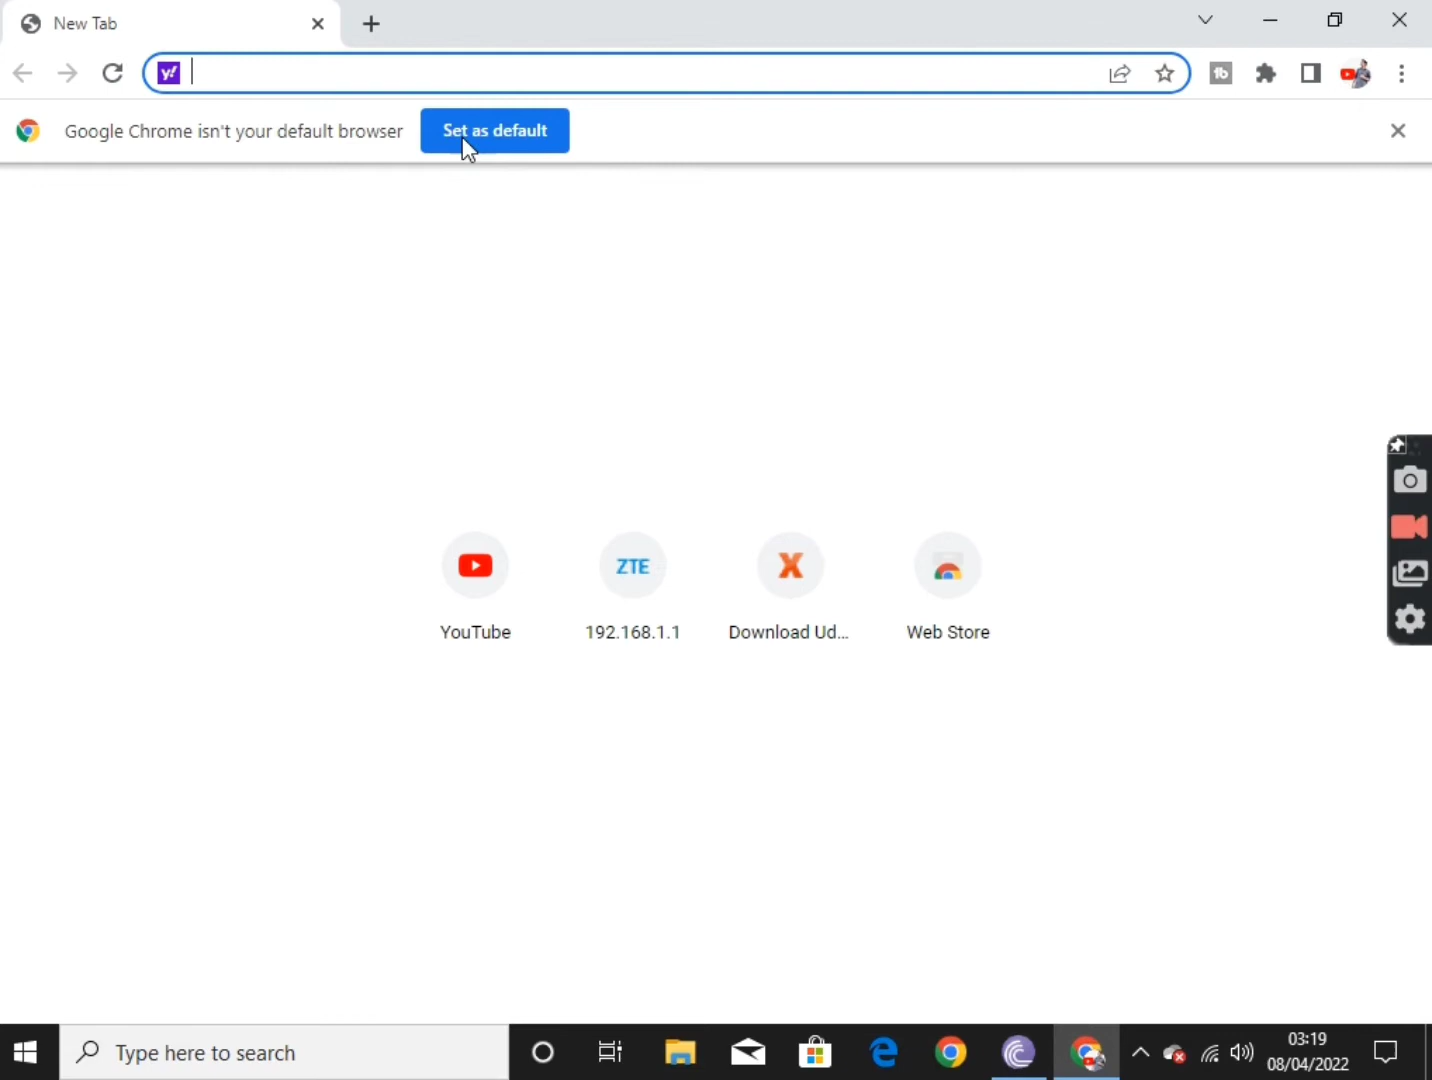 New Tab
y!
tb
Google Chrome isn't your default browser
Set as default
ZTE
X
YouTube
192.168.1.1
Download Ud...
Web Store
Type here to search
03:19
08/04/2022